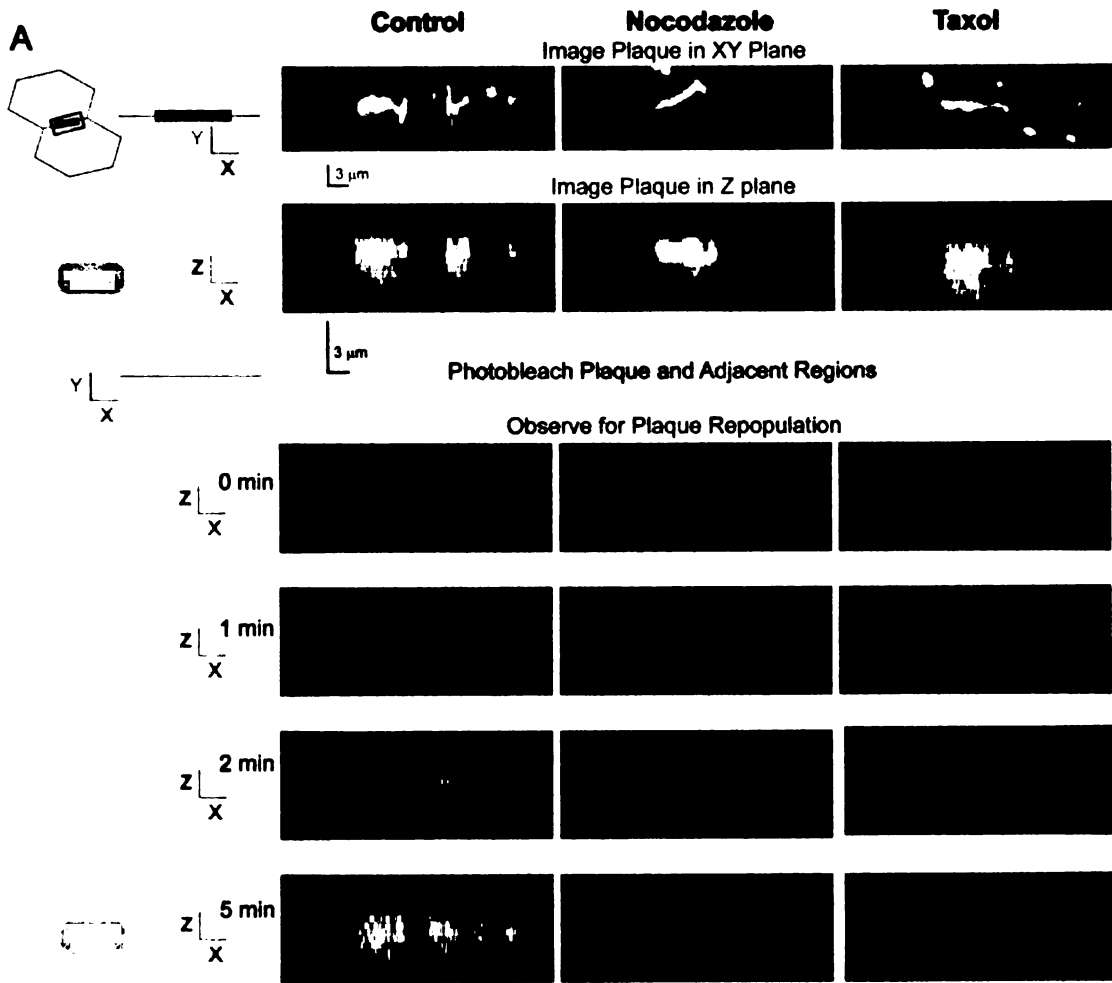 A
Control Nocodazole Taxol
Image Plaque in XY Plane
Y
X
3 µm
Image Plaque in Z plane
Z
X
3 µm
Y
X
Photobleach Plaque and Adjacent Regions
Observe for Plaque Repopulation
0 min
Z
X
1 min
Z
X
2 min
Z
X
5 min
Z
X